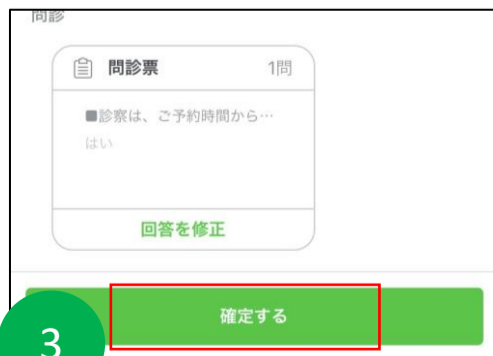 問診
問診票 1問
■診察は、ご予約時間から…
はい
回答を修正
確定する
3